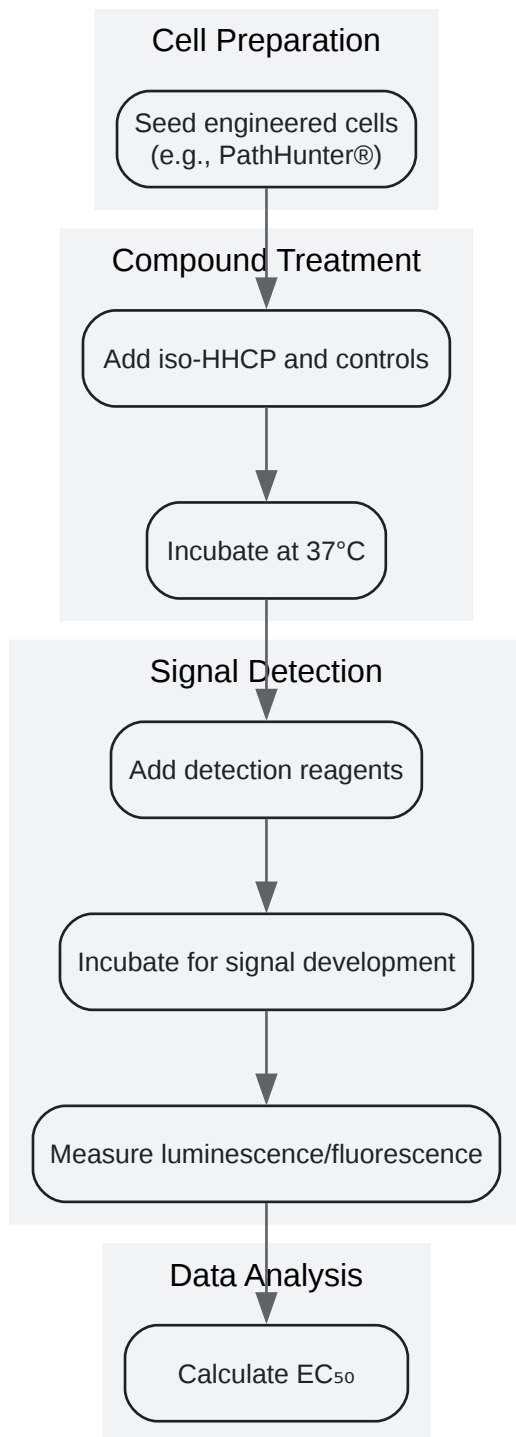 Cell Preparation
Seed engineered cells
(e.g., PathHunter®)
Compound Treatment
Add iso-HHCP and controls
Incubate at 37°C
Signal Detection
Add detection reagents
Incubate for signal development
Measure luminescence/fluorescence
Data Analysis
Calculate EC₅₀